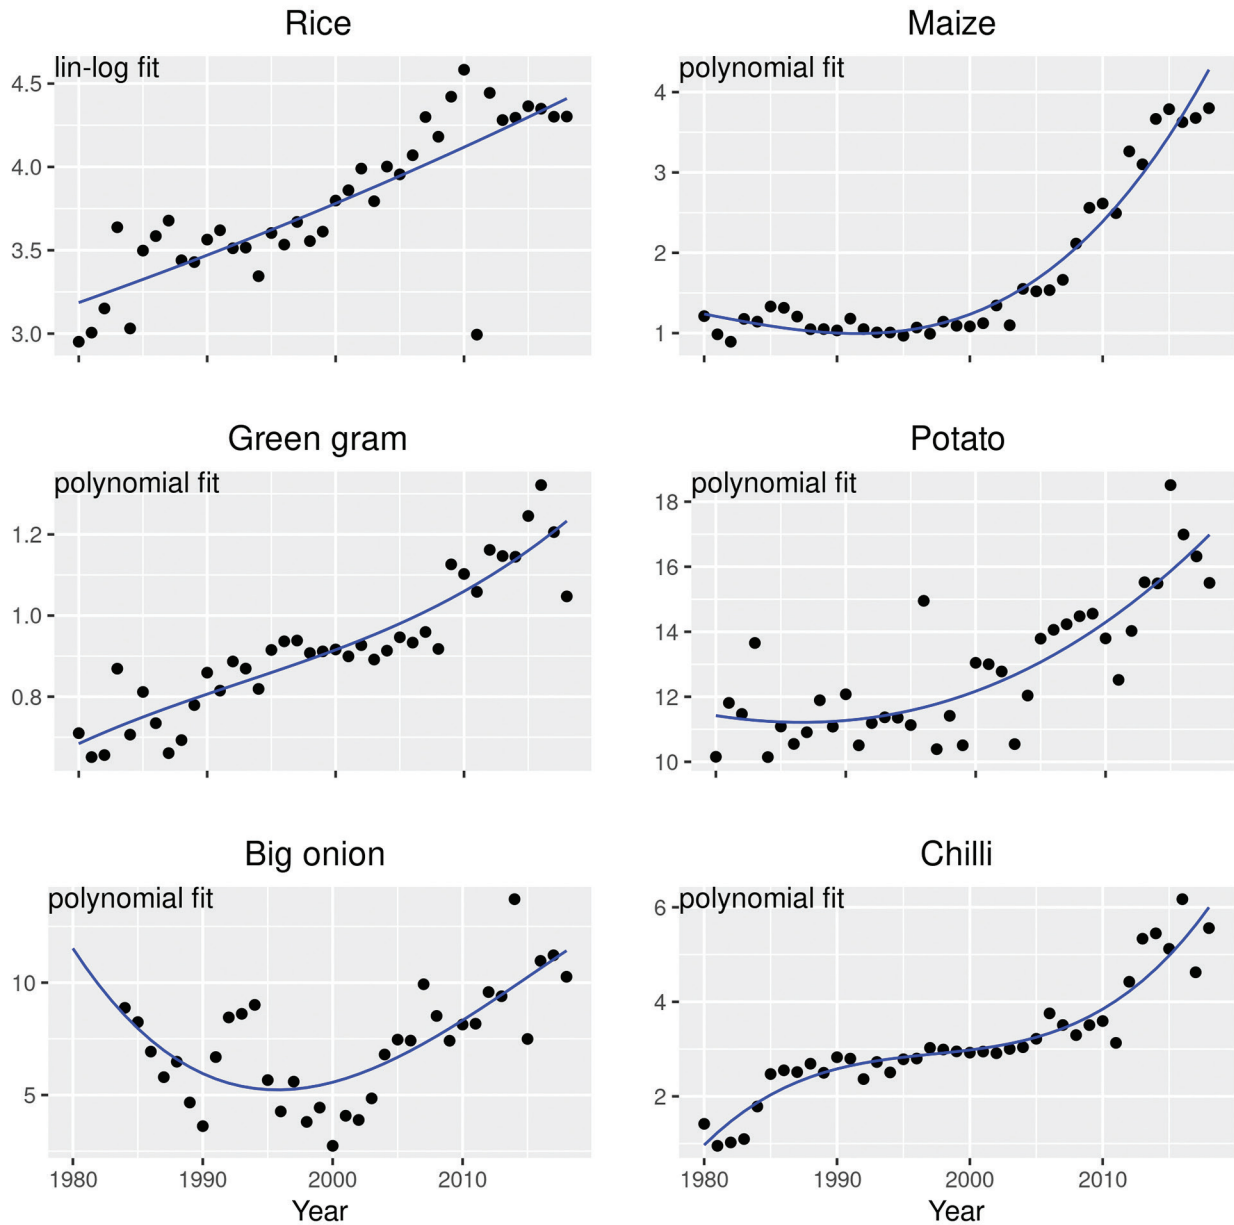 Rice
lin-log fit
4.5
4.0
3.5
3.0
Maize
polynomial fit
4
3
2
1
Green gram
polynomial fit
1.2
1.0
0.8
Potato
polynomial fit
18
16
14
12
10
Big onion
polynomial fit
10
5
1980 1990 2000 2010
Year
Chilli
polynomial fit
6
4
2
1980 1990 2000 2010
Year